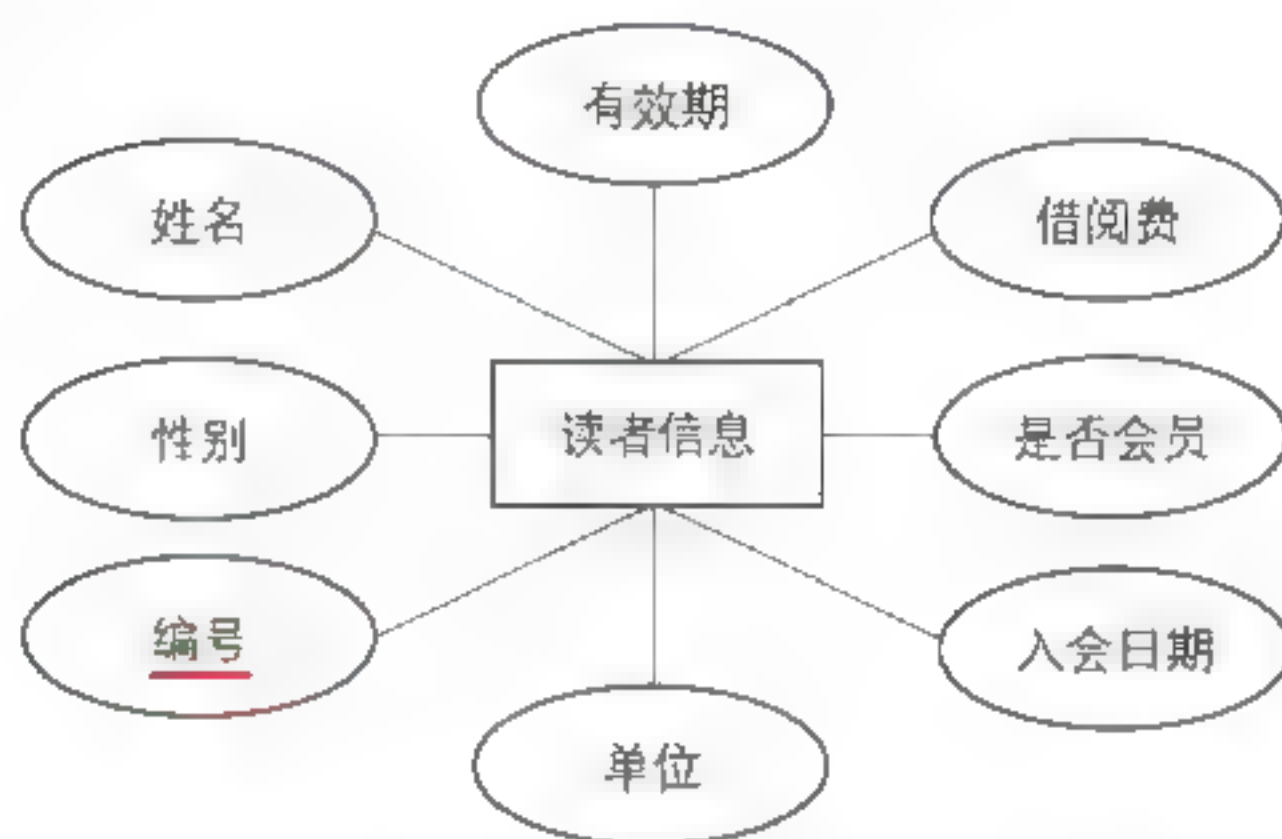 有效期
姓名
借阅费
性别
读者信息
是否会员
编号
入会日期
单位